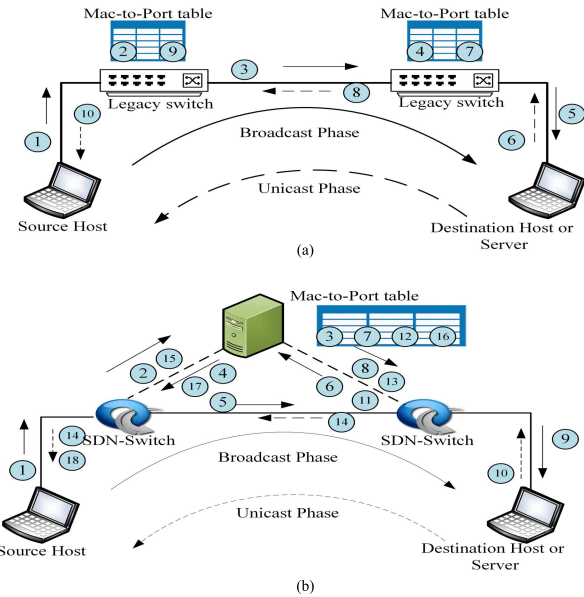 Mac-to-Port table
Mac-to-Port table
2
9
4
7
3
8
Legacy switch
Legacy switch
1
10
6
5
Broadcast Phase
Unicast Phase
Source Host
Destination Host or
Server
(a)
Mac-to-Port table
3
7
12
16
15
2
4
17
6
8
13
5
11
14
SDN-Switch
SDN-Switch
14
18
1
9
10
Broadcast Phase
Unicast Phase
Source Host
Destination Host or
Server
(b)